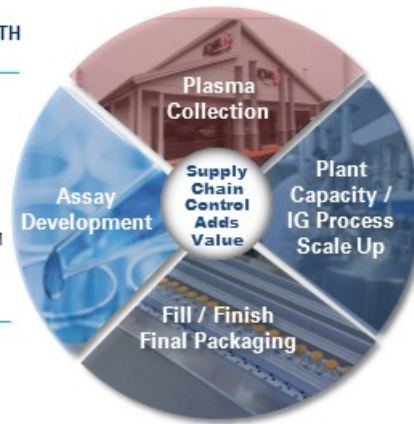 TH
Plasma
Collection
Assay
Development
Supply
Chain
Control
Adds
Value
Plant
Capacity /
IG Process
Scale Up
Fill / Finish
Final Packaging